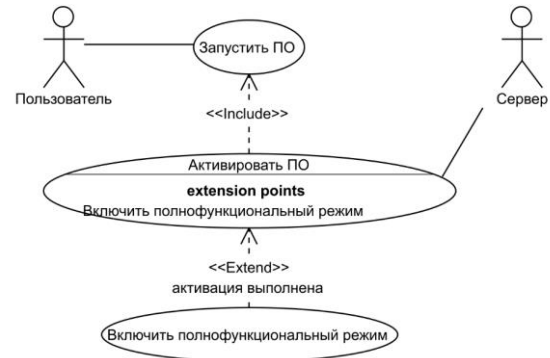 Запустить ПО
Пользователь
Сервер
<<Include>>
Активировать ПО
extension points
Включить полнофункциональный режим
<<Extend>>
активация выполнена
Включить полнофункциональный режим